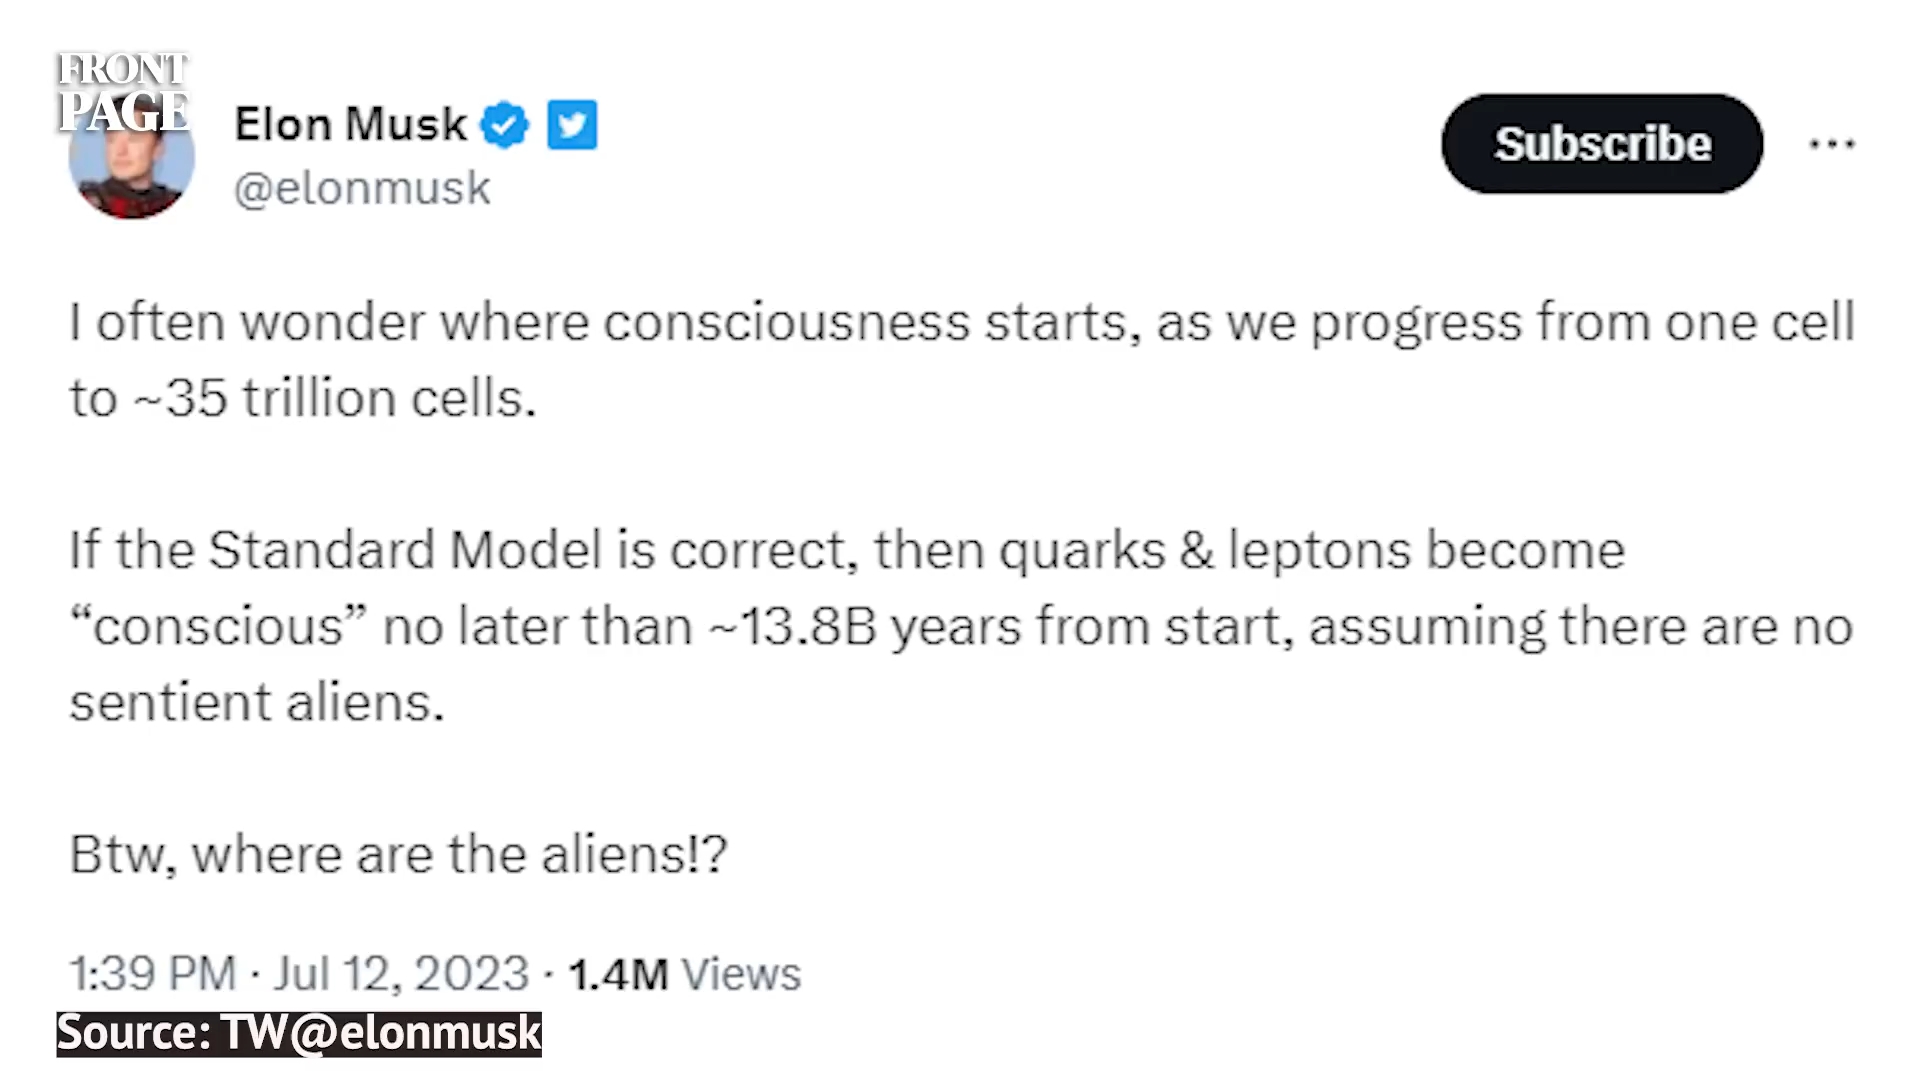 FRONT
PAGE
Elon Musk
@elonmusk
Subscribe
I often wonder where consciousness starts, as we progress from one cell
to ~35 trillion cells.
If the Standard Model is correct, then quarks & leptons become
“conscious” no later than ~13.8B years from start, assuming there are no
sentient aliens.
Btw, where are the aliens!?
1:39 PM · Jul 12, 2023 · 1.4M Views
Source: TW@elonmusk